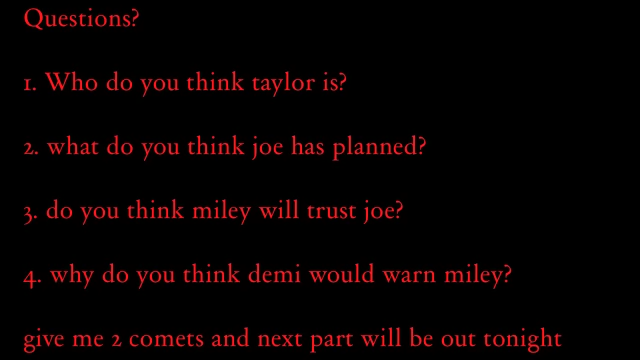 Questions?
1. Who do you think taylor is?
2. what do you think joe has planned?
3. do you think miley will trust joe?
4. why do you think demi would warn miley?
give me 2 comets and next part will be out tonight